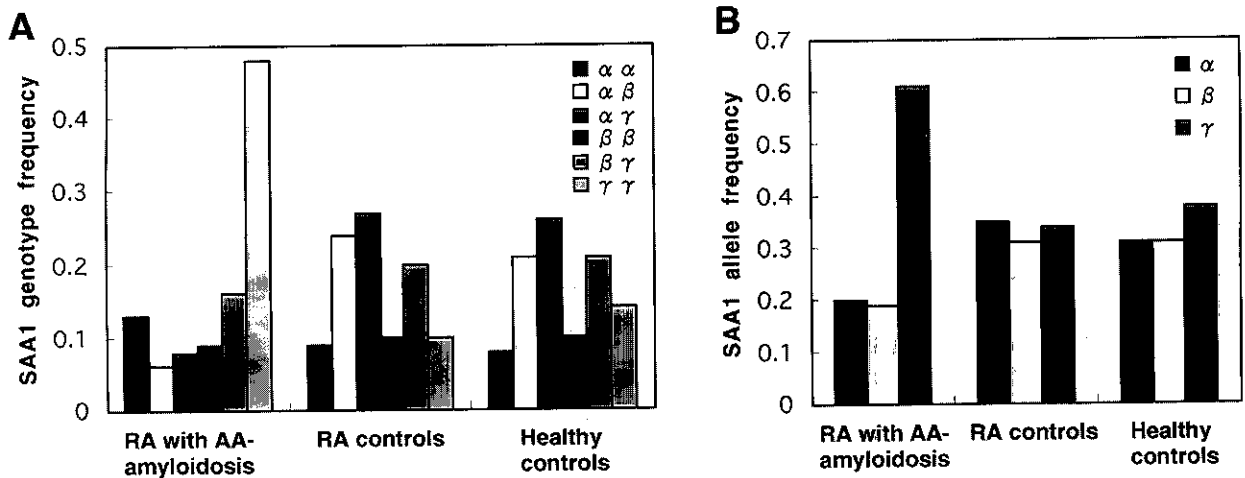 A
SAA1 genotype frequency
0.5
0.4
0.3
0.2
0.1
0
α α
α β
α γ
β β
β γ
γ γ
RA with AA-
amyloidosis
RA controls
Healthy
controls
B
SAA1 allele frequency
0.7
0.6
0.5
0.4
0.3
0.2
0.1
0
α
β
γ
RA with AA-
amyloidosis
RA controls
Healthy
controls